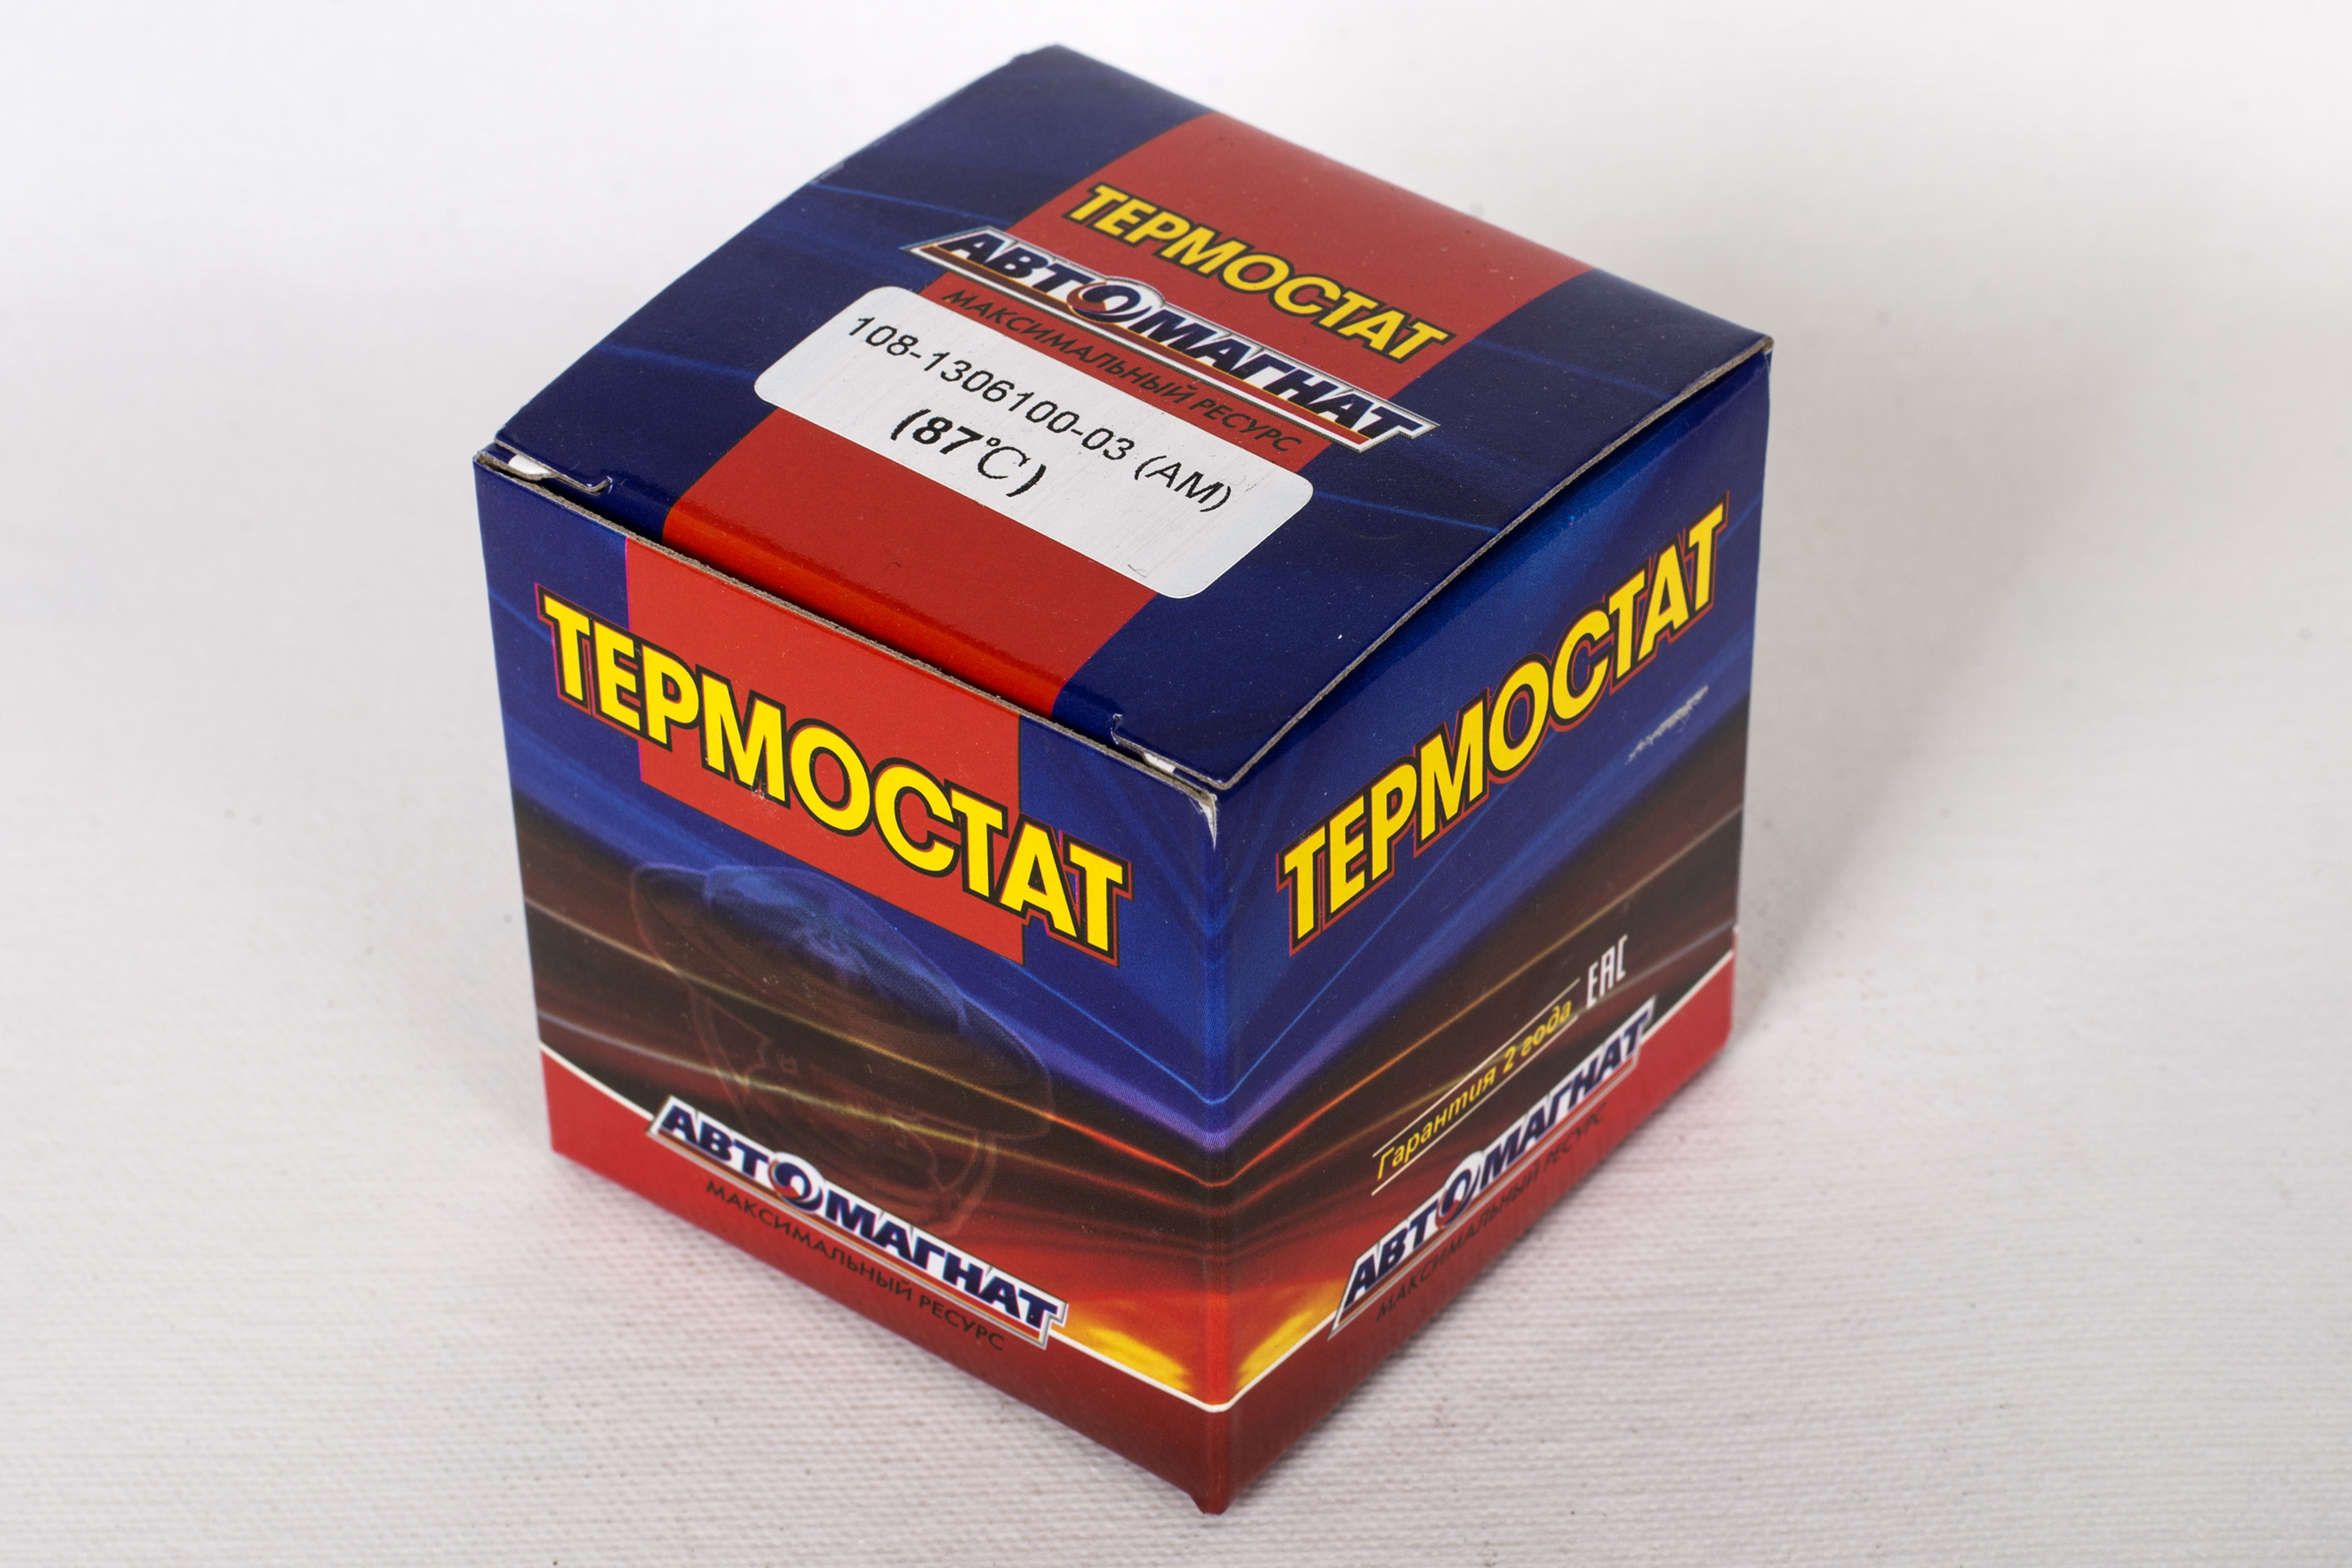 ТЕРМОСТАТ
АВТОМАГНАТ
МАКСИМАЛЬНЫЙ РЕСУРС
108-1306100-03 (АМ)
(87°С)
ТЕРМОСТАТ
АВТОМАГНАТ
МАКСИМАЛЬНЫЙ РЕСУРС
ТЕРМОСТАТ
Гарантия 2 года ЕАС
АВТОМАГНАТ
МАКСИМАЛЬНЫЙ РЕСУРС